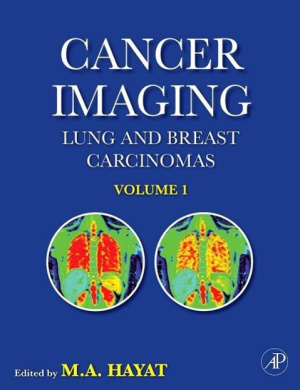 CANCER
IMAGING
LUNG AND BREAST
CARCINOMAS
VOLUME 1
Edited by M.A. HAYAT
AP